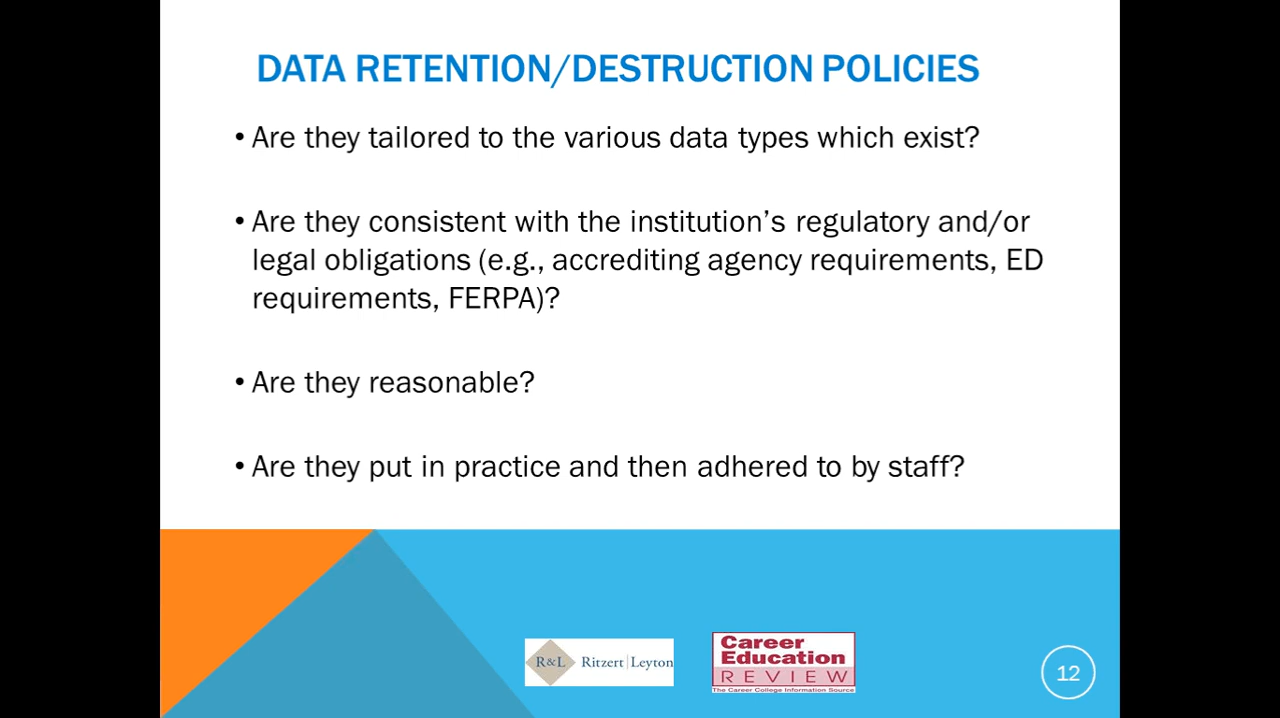 DATA RETENTION/DESTRUCTION POLICIES
• Are they tailored to the various data types which exist?
• Are they consistent with the institution’s regulatory and/or
legal obligations (e.g., accrediting agency requirements, ED
requirements, FERPA)?
• Are they reasonable?
• Are they put in practice and then adhered to by staff?
R&L Ritzert|Leyton
Career
Education
REVIEW
The Career College Information Source
12